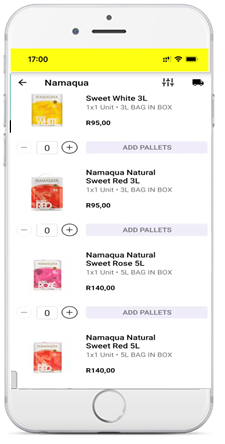 17:00
Namaqua
Sweet White 3L
1x1 Unit • 3L BAG IN BOX
R95,00
WHITE
0
ADD PALLETS
Namaqua Natural
Sweet Red 3L
1x1 Unit • 3L BAG IN BOX
R95,00
RED
0
ADD PALLETS
Namaqua Natural
Sweet Rose 5L
1x1 Unit • 5L BAG IN BOX
R140,00
ROSÉ
0
ADD PALLETS
Namaqua Natural
Sweet Red 5L
1x1 Unit • 5L BAG IN BOX
R140,00
RED